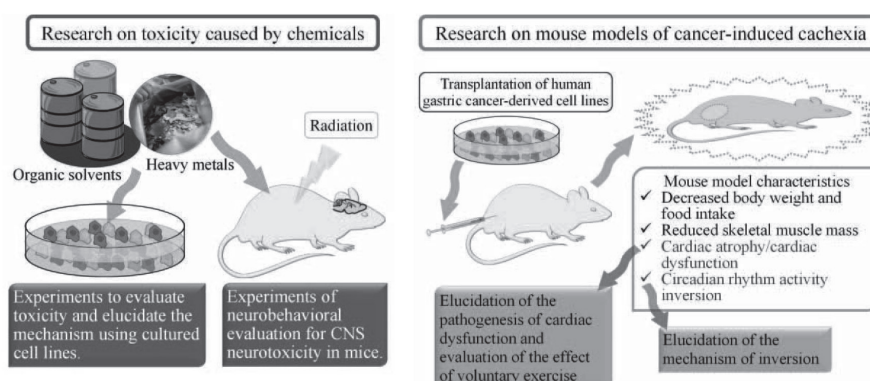 Research on toxicity caused by chemicals
Organic solvents
Heavy metals
Radiation
Experiments to evaluate
toxicity and elucidate the
mechanism using cultured
cell lines.
Experiments of
neurobehavioral
evaluation for CNS
neurotoxicity in mice.
Research on mouse models of cancer-induced cachexia
Transplantation of human
gastric cancer-derived cell lines
Mouse model characteristics
✓ Decreased body weight and
food intake
✓ Reduced skeletal muscle mass
✓ Cardiac atrophy/cardiac
dysfunction
✓ Circadian rhythm activity
inversion
Elucidation of the
pathogenesis of cardiac
dysfunction and
evaluation of the effect
of voluntary exercise
Elucidation of the
mechanism of inversion